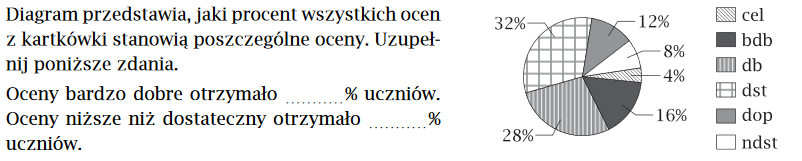 Diagram przedstawia, jaki procent wszystkich ocen
z kartkówki stanowią poszczególne oceny. Uzupeł-
nij poniższe zdania.
Oceny bardzo dobre otrzymało ..........% uczniów.
Oceny niższe niż dostateczny otrzymało ..........%
uczniów.
32%
12%
8%
4%
16%
28%
cel
bdb
db
dst
dop
ndst